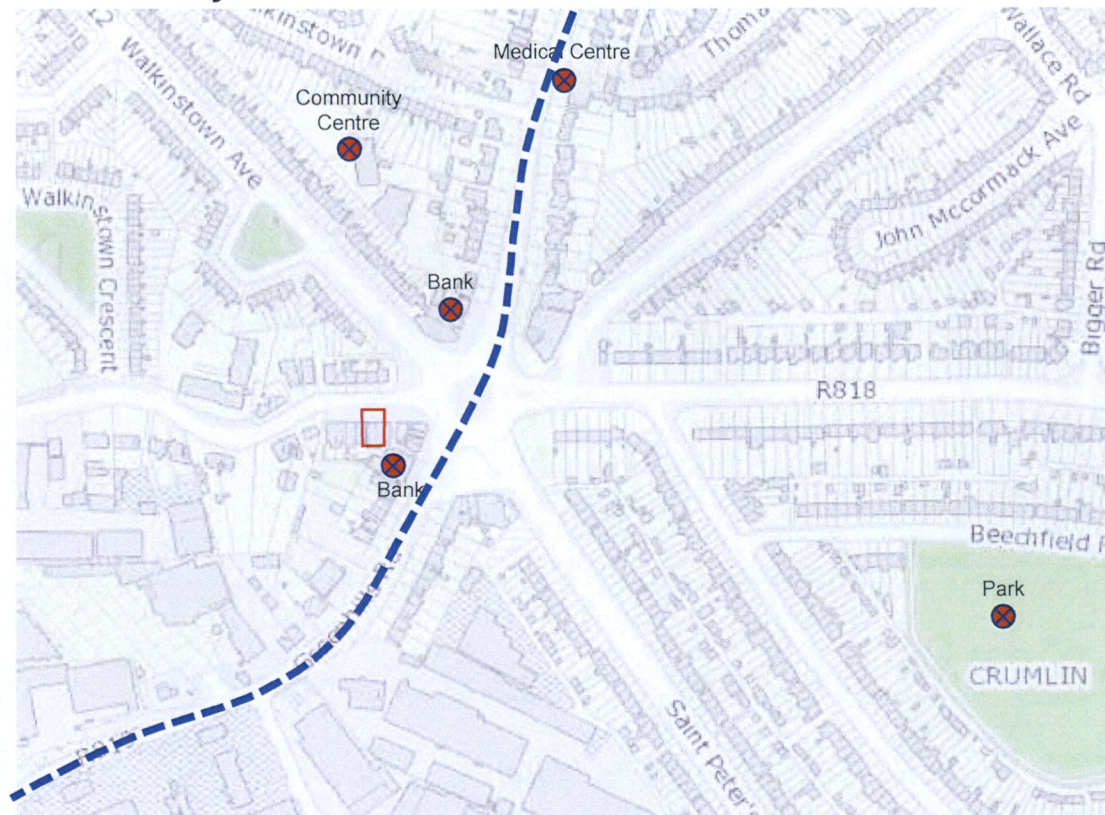 Medical Centre
Community
Centre
Walkinstown Ave
Wallace Rd
John Mccormack Ave
Walkinstown Crescent
Bank
Bigger Rd
R818
Bank
Beechfield
Park
CRUMLIN
Saint Peter's